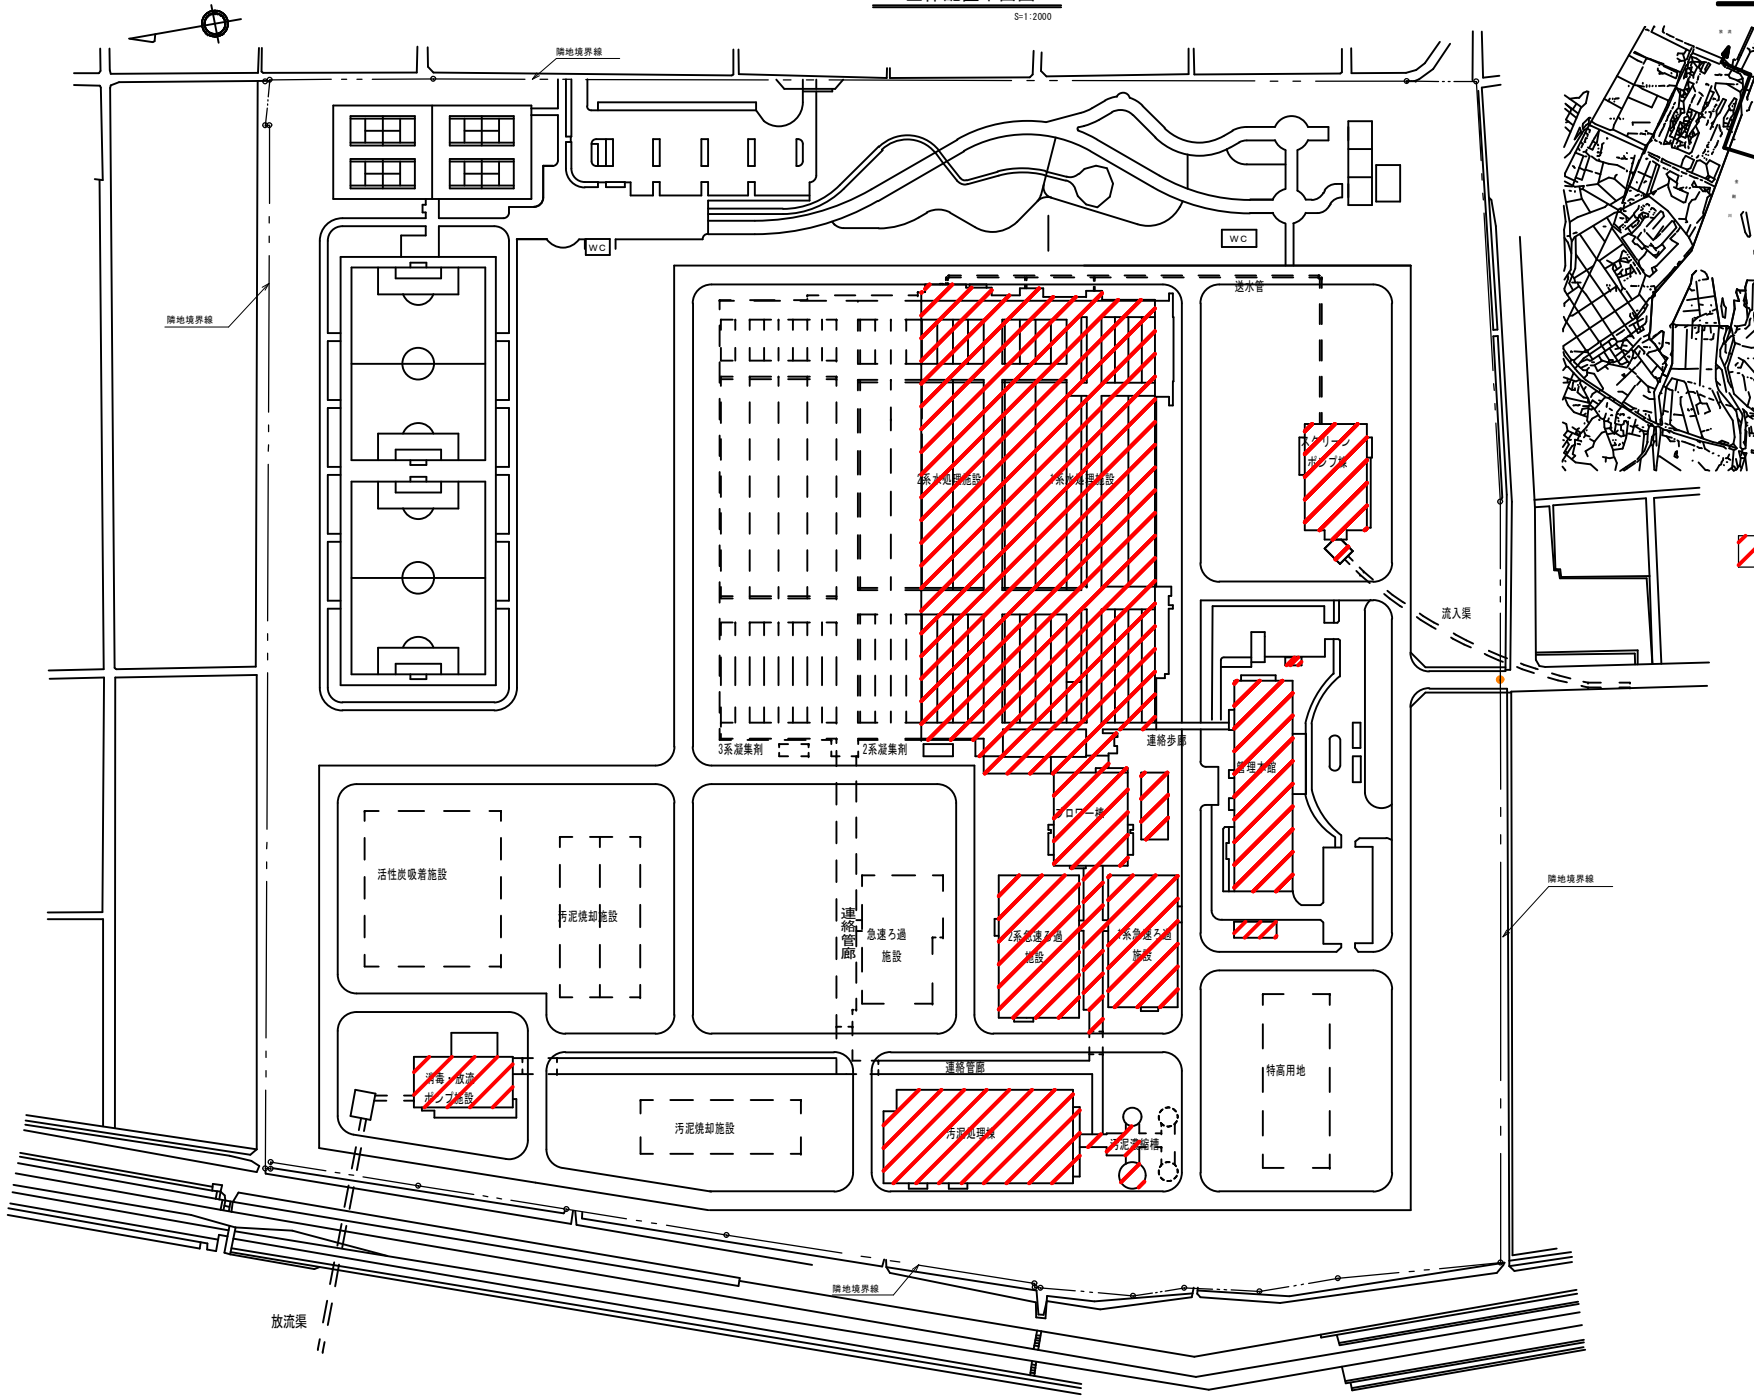 S=1:2000
隣地境界線
WC
WC
送水管
隣地境界線
スクリーン
ポンプ棟
2系水処理施設
1系水処理施設
流入渠
3系凝集剤
2系凝集剤
連絡歩廊
管理本館
ブロワー棟
活性炭吸着施設
汚泥焼却施設
連絡管廊
急速ろ過
施設
2系急速ろ過
施設
1系急速ろ過
施設
隣地境界線
消毒・放流
ポンプ施設
連絡管廊
特高用地
汚泥焼却施設
汚泥処理棟
汚泥濃縮槽
隣地境界線
放流渠